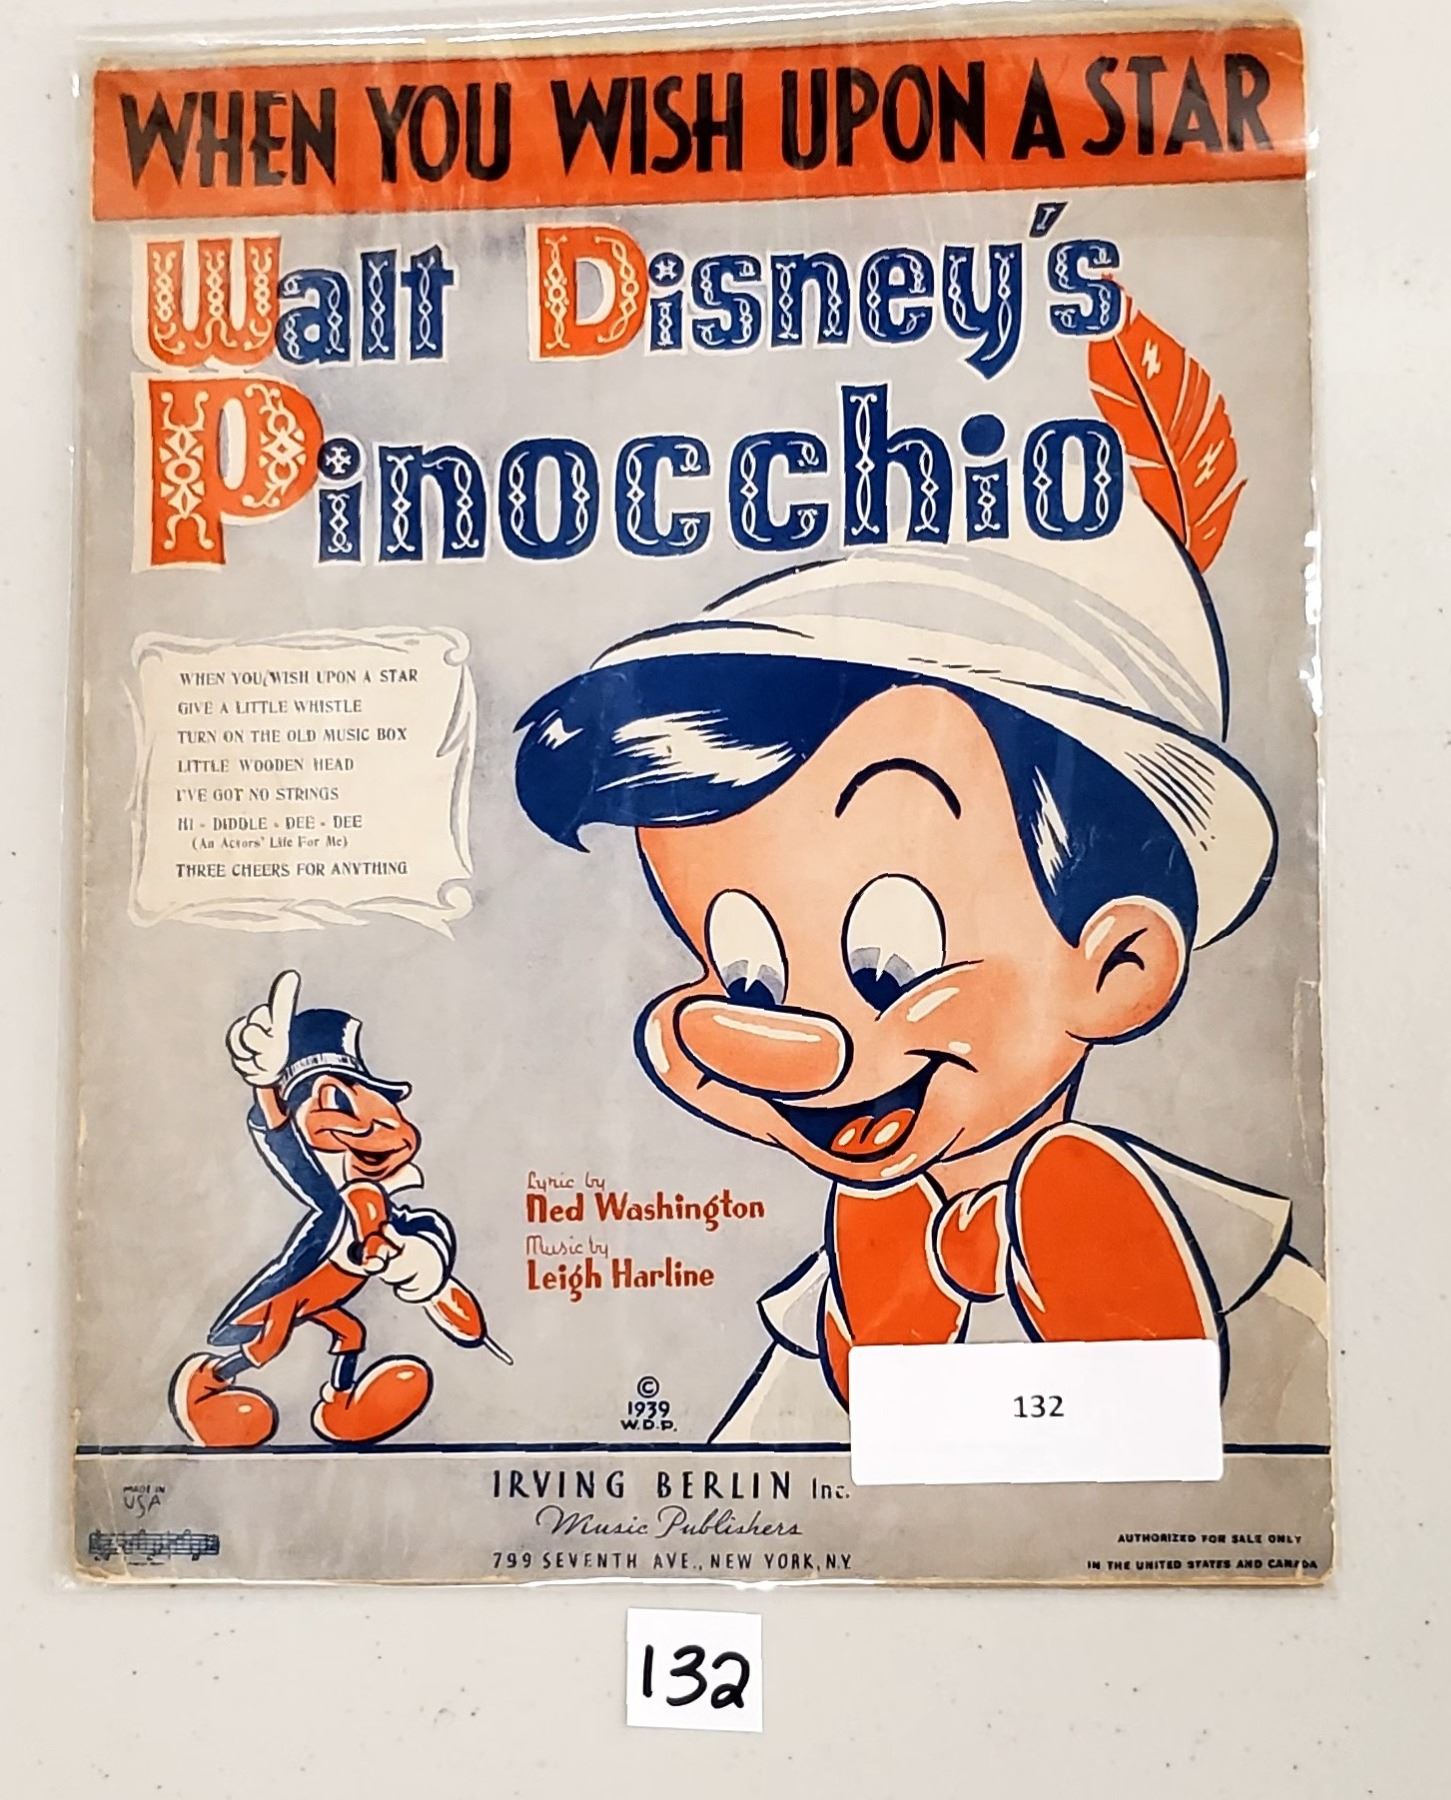 WHEN YOU WISH UPON A STAR
Walt Disney's
Pinocchio
WHEN YOU WISH UPON A STAR
GIVE A LITTLE WHISTLE
TURN ON THE OLD MUSIC BOX
LITTLE WOODEN HEAD
I'VE GOT NO STRINGS
HI - DIDDLE - DEE - DEE
(An Actors' Life For Me)
THREE CHEERS FOR ANYTHING
Lyric by
Ned Washington
Music by
Leigh Harline
©
1939
W.D.P.
132
IRVING BERLIN Inc.
Music Publishers
799 SEVENTH AVE., NEW YORK, N.Y.
MADE IN
USA
AUTHORIZED FOR SALE ONLY
IN THE UNITED STATES AND CANADA
132